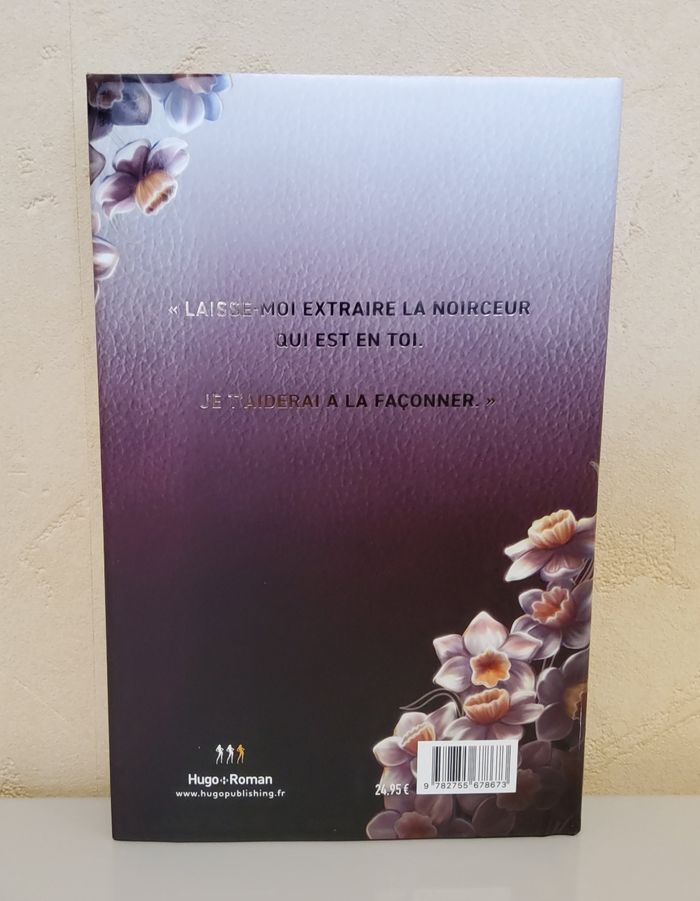 « LAISSE-MOI EXTRAIRE LA NOIRCEUR
QUI EST EN TOI.
JE T'AIDERAI À LA FAÇONNER. »
Hugo Roman
www.hugopublishing.fr
24.95 €
9 782755 678673